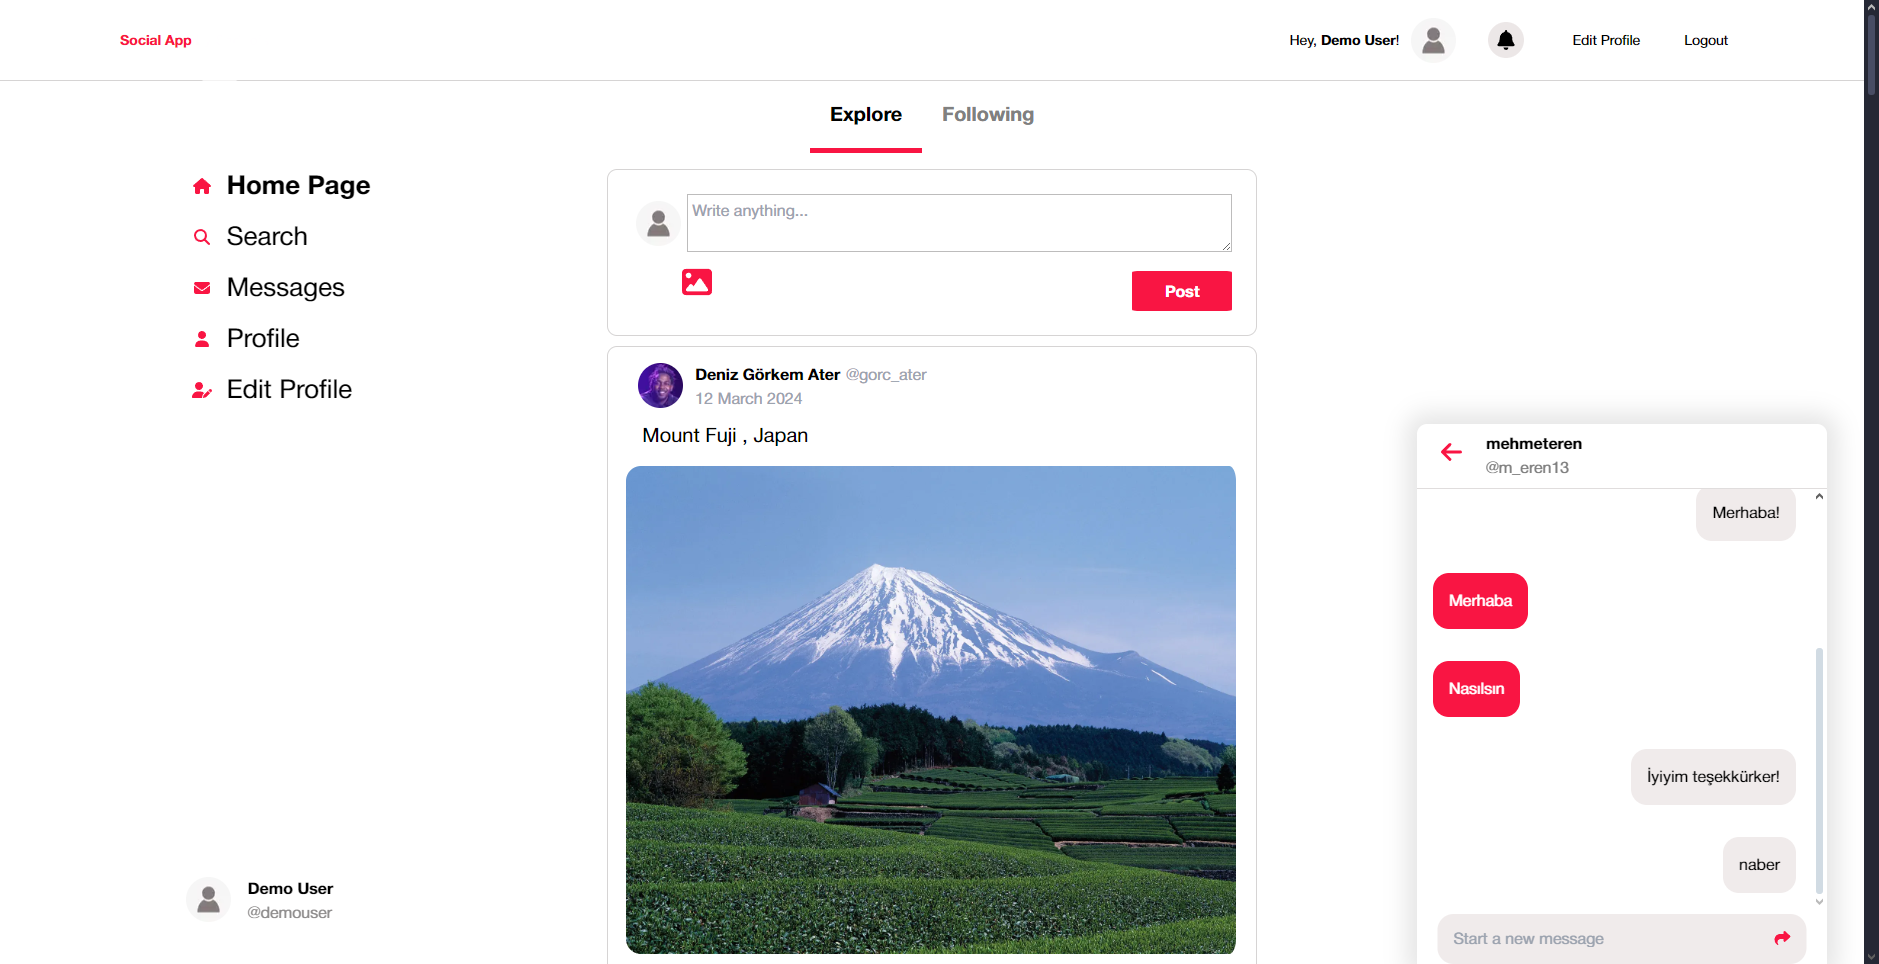 Social App
Hey, Demo User!
Edit Profile
Logout
Explore
Following
Home Page
Search
Messages
Profile
Edit Profile
Write anything...
Post
Deniz Görkem Ater @gorc_ater
12 March 2024
Mount Fuji , Japan
Demo User
@demouser
mehmeteren
@m_eren13
Merhaba!
Merhaba
Nasılsın
İyiyim teşekkürker!
naber
Start a new message